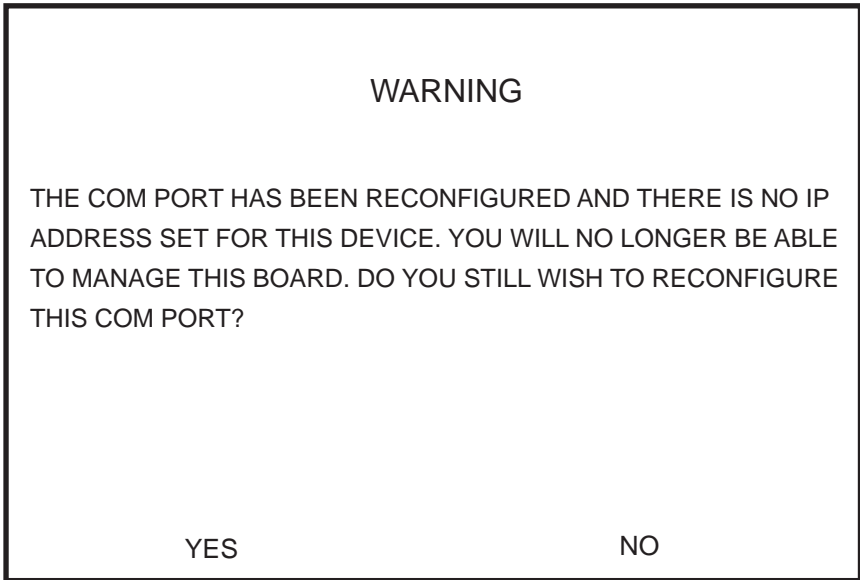 WARNING
THE COM PORT HAS BEEN RECONFIGURED AND THERE IS NO IP
ADDRESS SET FOR THIS DEVICE. YOU WILL NO LONGER BE ABLE
TO MANAGE THIS BOARD. DO YOU STILL WISH TO RECONFIGURE
THIS COM PORT?
YES NO